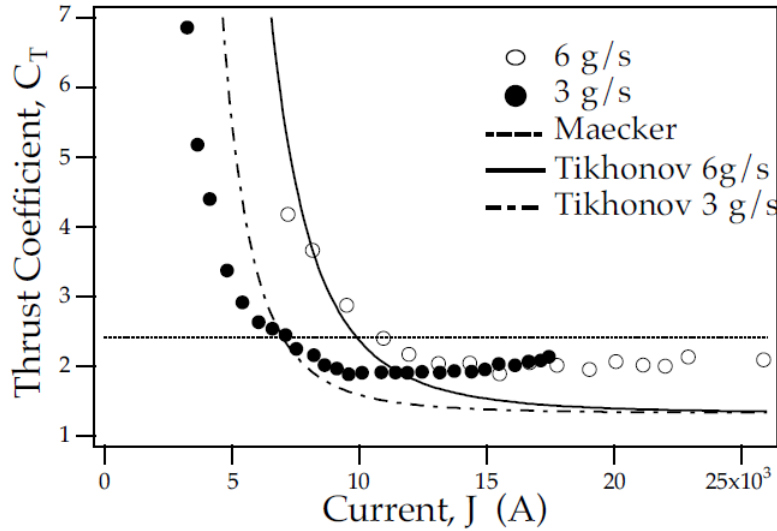 Thrust Coefficient, C_T
7
6
5
4
3
2
1
6 g/s
3 g/s
Maecker
Tikhonov 6g/s
Tikhonov 3 g/s
0 5 10 15 20 25x10³
Current, J (A)